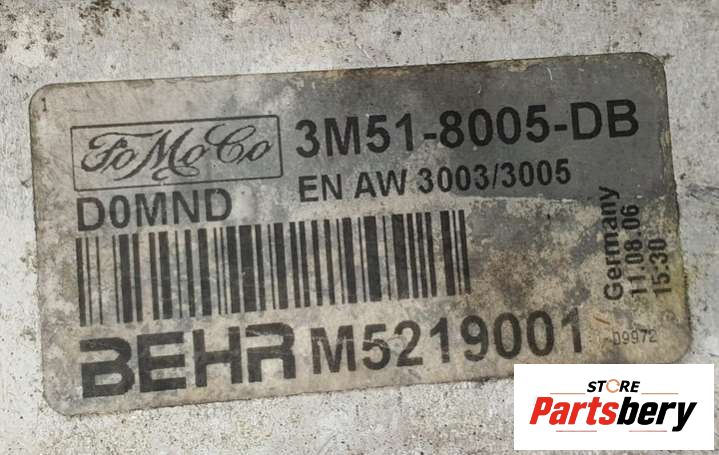 FoMoCo 3M51-8005-DB
EN AW 3003/3005
D0MND
BEHR M5219001
Germany
11.08.06
15:30
09972
STORE
Partsbery